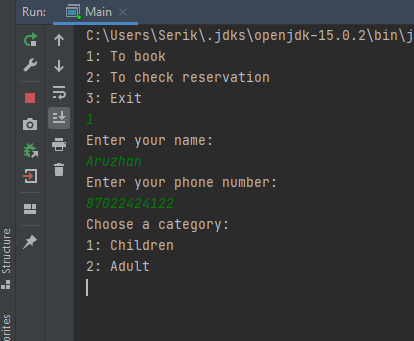 Run: Main
C:\Users\Serik\.jdks\openjdk-15.0.2\bin\j
1: To book
2: To check reservation
3: Exit
1
Enter your name:
Aruzhan
Enter your phone number:
87022424122
Choose a category:
1: Children
2: Adult
Structure